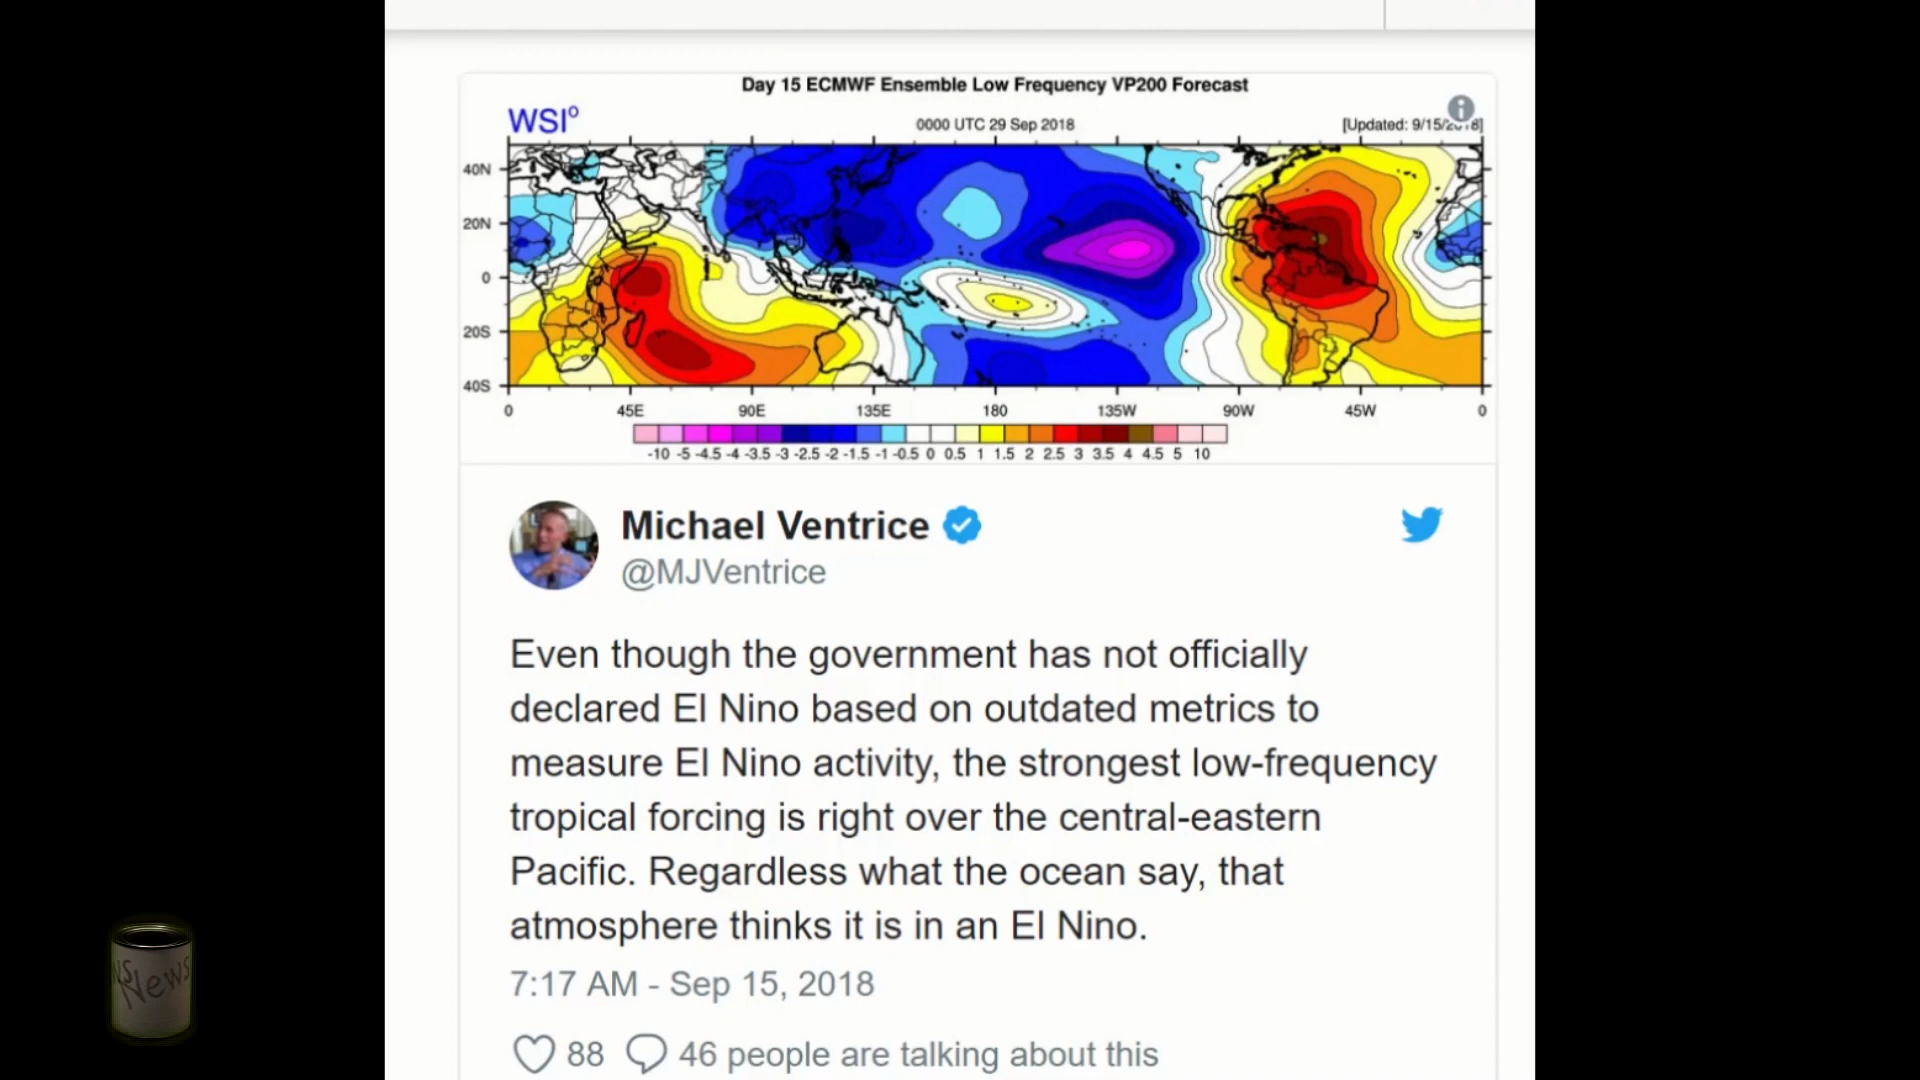 Day 15 ECMWF Ensemble Low Frequency VP200 Forecast
WSI°
0000 UTC 29 Sep 2018
[Updated: 9/15/2018]
40N
20N
0
20S
40S
0 45E 90E 135E 180 135W 90W 45W 0
-10 -5 -4.5 -4 -3.5 -3 -2.5 -2 -1.5 -1 -0.5 0 0.5 1 1.5 2 2.5 3 3.5 4 4.5 5 10
Michael Ventrice
@MJVentrice
Even though the government has not officially
declared El Nino based on outdated metrics to
measure El Nino activity, the strongest low-frequency
tropical forcing is right over the central-eastern
Pacific. Regardless what the ocean say, that
atmosphere thinks it is in an El Nino.
7:17 AM - Sep 15, 2018
88 46 people are talking about this
News